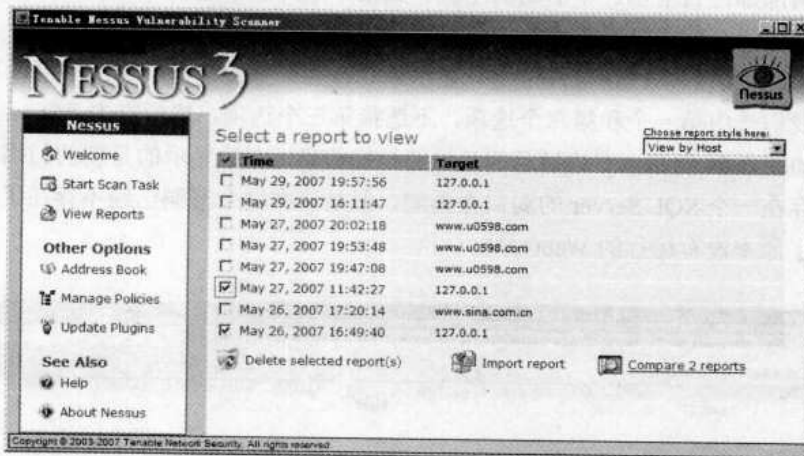 Tenable Nessus Vulnerability Scanner
NESSUS 3
Nessus
Nessus
Welcome
Start Scan Task
View Reports
Other Options
Address Book
Manage Policies
Update Plugins
See Also
Help
About Nessus
Select a report to view
Choose report style here:
View by Host
Time Target
May 29, 2007 19:57:56 127.0.0.1
May 29, 2007 16:11:47 127.0.0.1
May 27, 2007 20:02:18 www.u0598.com
May 27, 2007 19:53:48 www.u0598.com
May 27, 2007 19:47:08 www.u0598.com
May 27, 2007 11:42:27 127.0.0.1
May 26, 2007 17:20:14 www.sina.com.cn
May 26, 2007 16:49:40 127.0.0.1
Delete selected report(s) Import report Compare 2 reports
Copyright © 2003-2007 Tenable Network Security. All rights reserved.